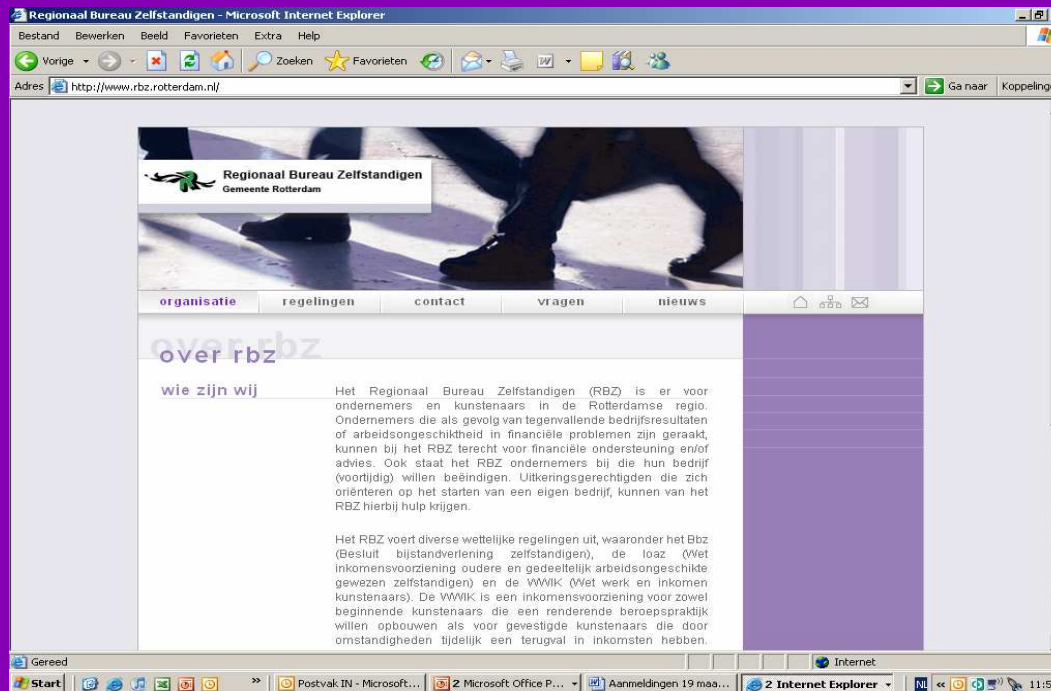 Regionaal Bureau Zelfstandigen - Microsoft Internet Explorer
Bestand Bewerken Beeld Favorieten Extra Help
Vorige Zoeken Favorieten
Adres http://www.rbz.rotterdam.nl/ Ga naar Koppeling
Regionaal Bureau Zelfstandigen
Gemeente Rotterdam
organisatie regelingen contact vragen nieuws
over rbz
over rbz
wie zijn wij
Het Regionaal Bureau Zelfstandigen (RBZ) is er voor
ondernemers en kunstenaars in de Rotterdamse regio.
Ondernemers die als gevolg van tegenvallende bedrijfsresultaten
of arbeidsongeschiktheid in financiële problemen zijn geraakt,
kunnen bij het RBZ terecht voor financiële ondersteuning en/of
advies. Ook staat het RBZ ondernemers bij die hun bedrijf
(voortijdig) willen beëindigen. Uitkeringsgerechtigden die zich
oriënteren op het starten van een eigen bedrijf, kunnen van het
RBZ hierbij hulp krijgen.
Het RBZ voert diverse wettelijke regelingen uit, waaronder het Bbz
(Besluit bijstandverlening zelfstandigen), de Ioaz (Wet
inkomensvoorziening oudere en gedeeltelijk arbeidsongeschikte
gewezen zelfstandigen) en de WWIK (Wet werk en inkomen
kunstenaars). De WWIK is een inkomensvoorziening voor zowel
beginnende kunstenaars die een renderende beroepspraktijk
willen opbouwen als voor gevestigde kunstenaars die door
omstandigheden tijdelijk een terugval in inkomsten hebben.
Gereed Internet
Start » Postvak IN - Microsoft... 2 Microsoft Office P... Aanmeldingen 19 maa... 2 Internet Explorer NL « 11:5